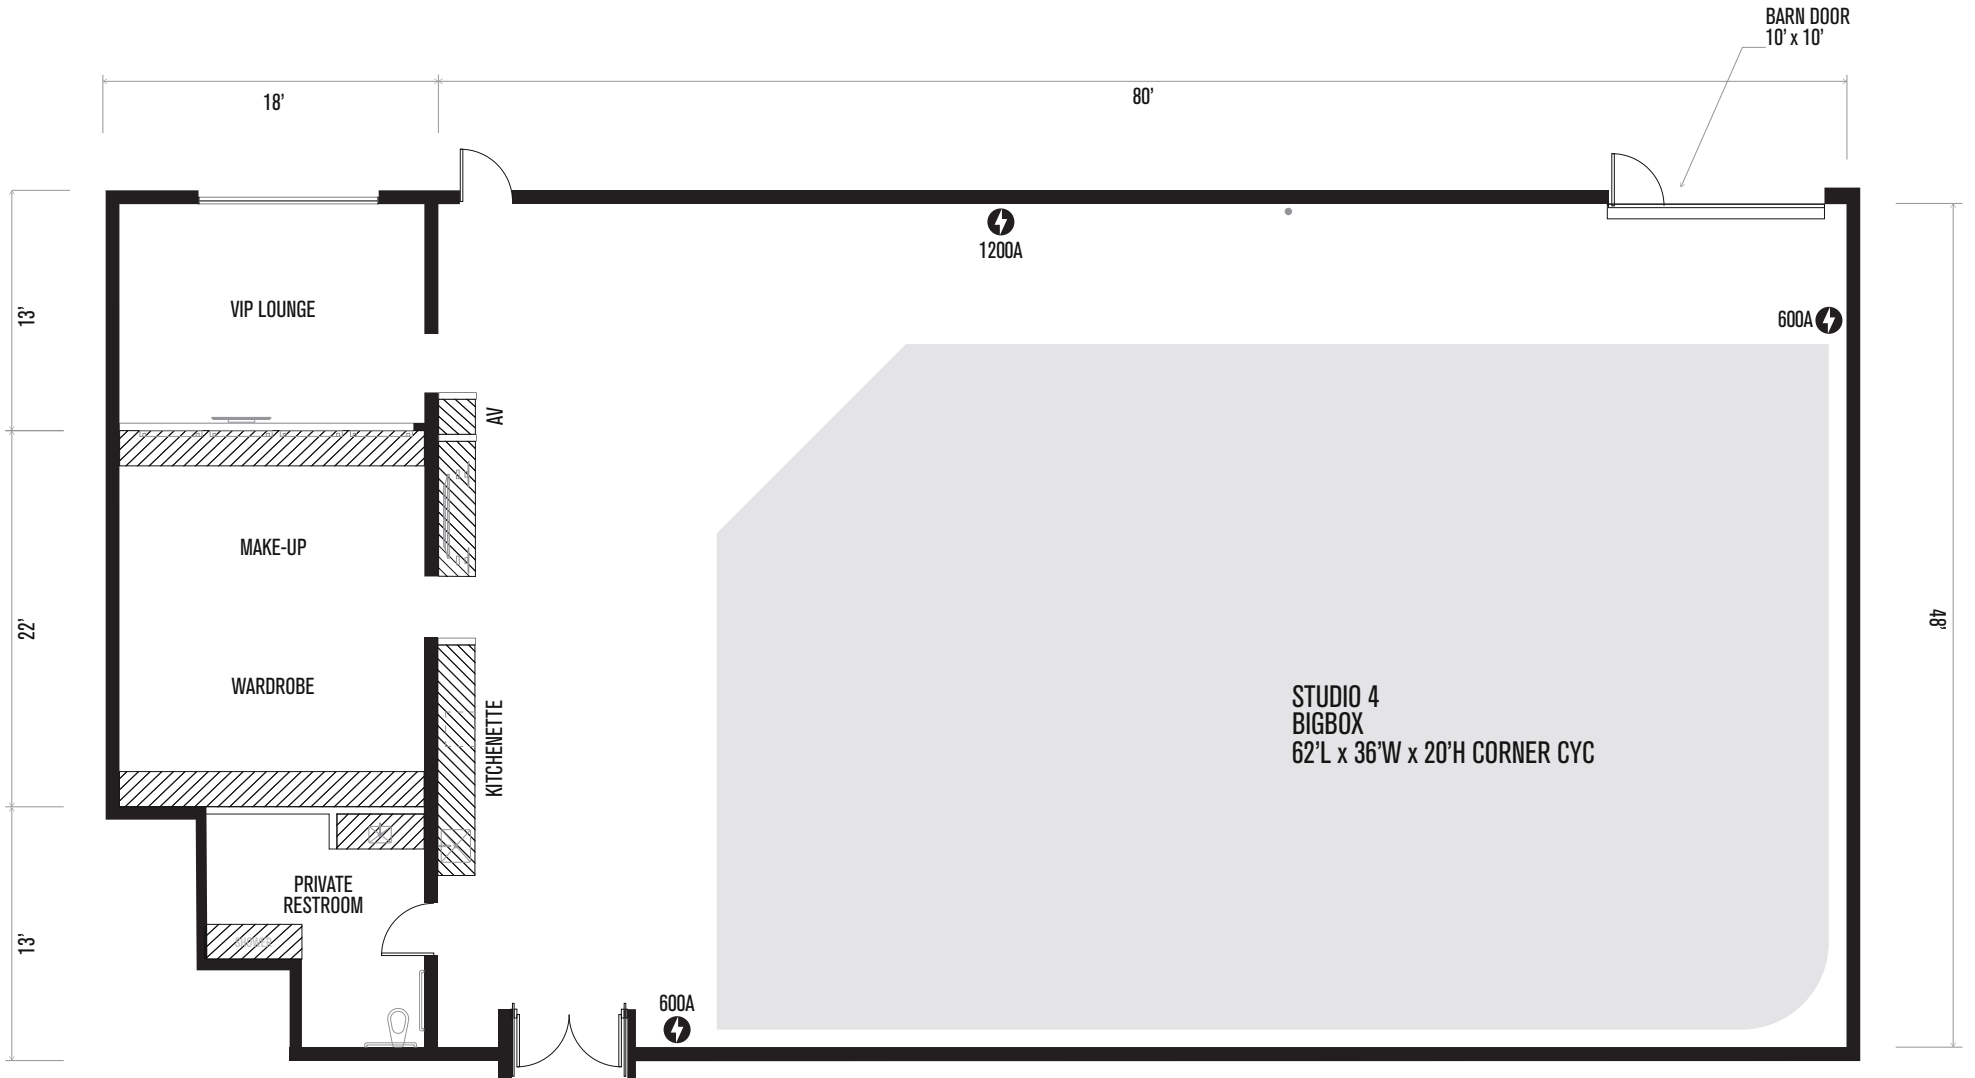 BARN DOOR
10' x 10'
18'
80'
1200A
600A
13'
VIP LOUNGE
AV
MAKE-UP
22'
48'
WARDROBE
KITCHENETTE
STUDIO 4
BIGBOX
62'L x 36'W x 20'H CORNER CYC
PRIVATE
RESTROOM
SHOWER
13'
600A